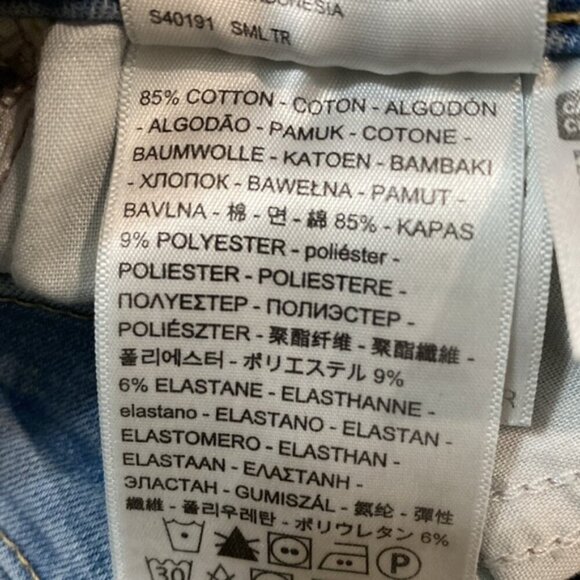 INDONESIA
S40191 SMLTR
85% COTTON - COTON - ALGODÓN
- ALGODÃO - PAMUK - COTONE -
BAUMWOLLE - KATOEN - BAMBAKI
- ХЛОПОК - BAWEŁNA - PAMUT -
BAVLNA - 棉 - 면 - 綿 85% - KAPAS
9% POLYESTER - poliéster -
POLIESTER - POLIESTERE -
ΠΟΛΥΕΣΤΕΡ - ПОЛИЭСТЕР -
POLIÉSZTER - 聚酯纤维 - 聚酯纖維 -
폴리에스터 - ポリエステル 9%
6% ELASTANE - ELASTHANNE -
elastano - ELASTANO - ELASTAN -
ELASTOMERO - ELASTHAN -
ELASTAAN - ΕΛΑΣΤΑΝΗ -
ЭЛАСТАН - GUMISZÁL - 氨纶 - 彈性
纖維 - 폴리우레탄 - ポリウレタン 6%
P
30
R